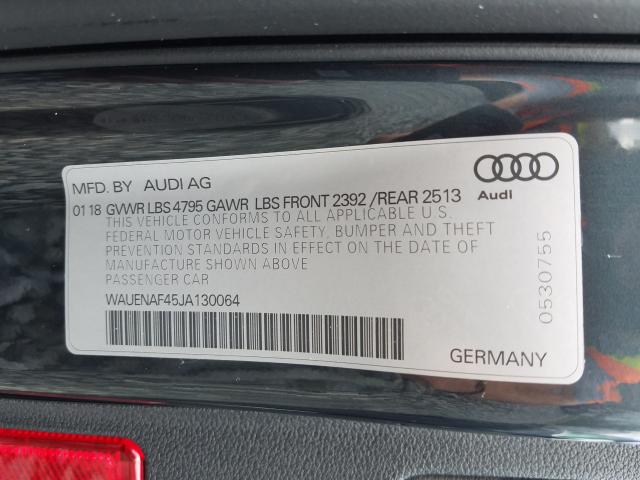 MFD. BY AUDI AG
Audi
01 18 GVWR LBS 4795 GAWR LBS FRONT 2392 /REAR 2513
THIS VEHICLE CONFORMS TO ALL APPLICABLE U.S.
FEDERAL MOTOR VEHICLE SAFETY, BUMPER AND THEFT
PREVENTION STANDARDS IN EFFECT ON THE DATE OF
MANUFACTURE SHOWN ABOVE
PASSENGER CAR
WAUENAF45JA130064
0530755
GERMANY